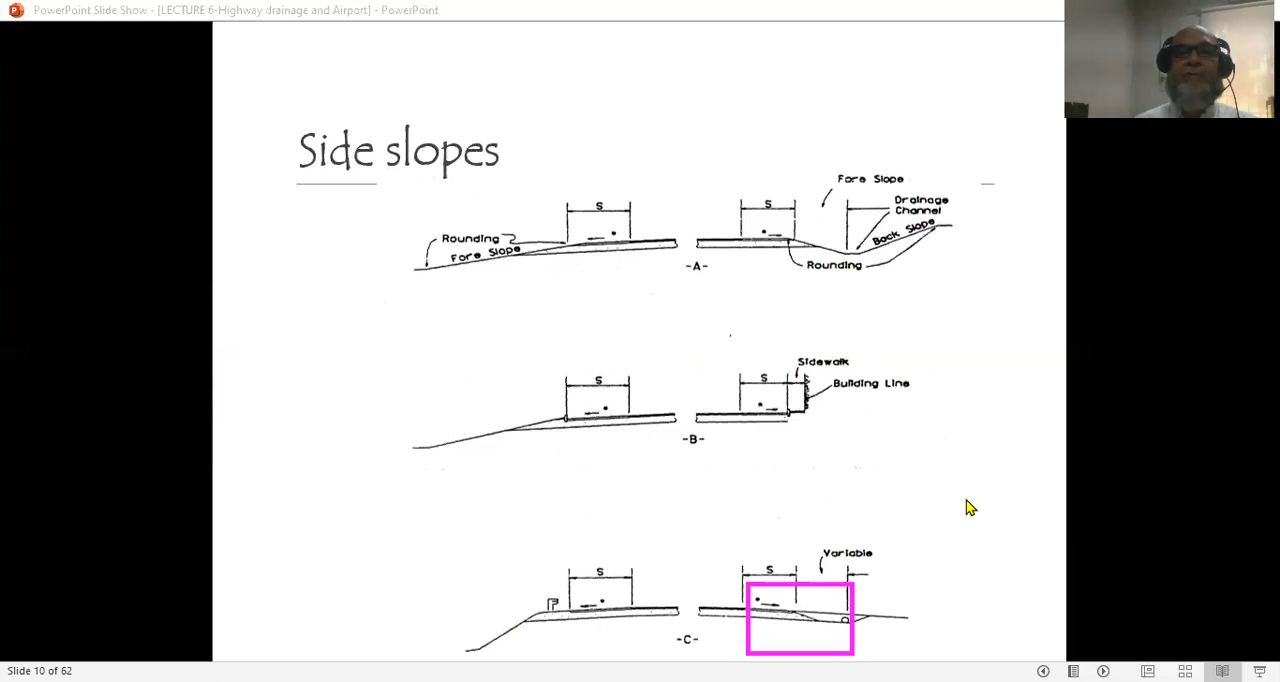 PowerPoint Slide Show - [LECTURE 6-Highway drainage and Airport] - PowerPoint
Side slopes
Fore Slope
S
S
Drainage
Channel
Back Slope
Rounding
Fore Slope
Rounding
-A-
Sidewalk
S
S
Building Line
-B-
Variable
S
S
-C-
Slide 10 of 62